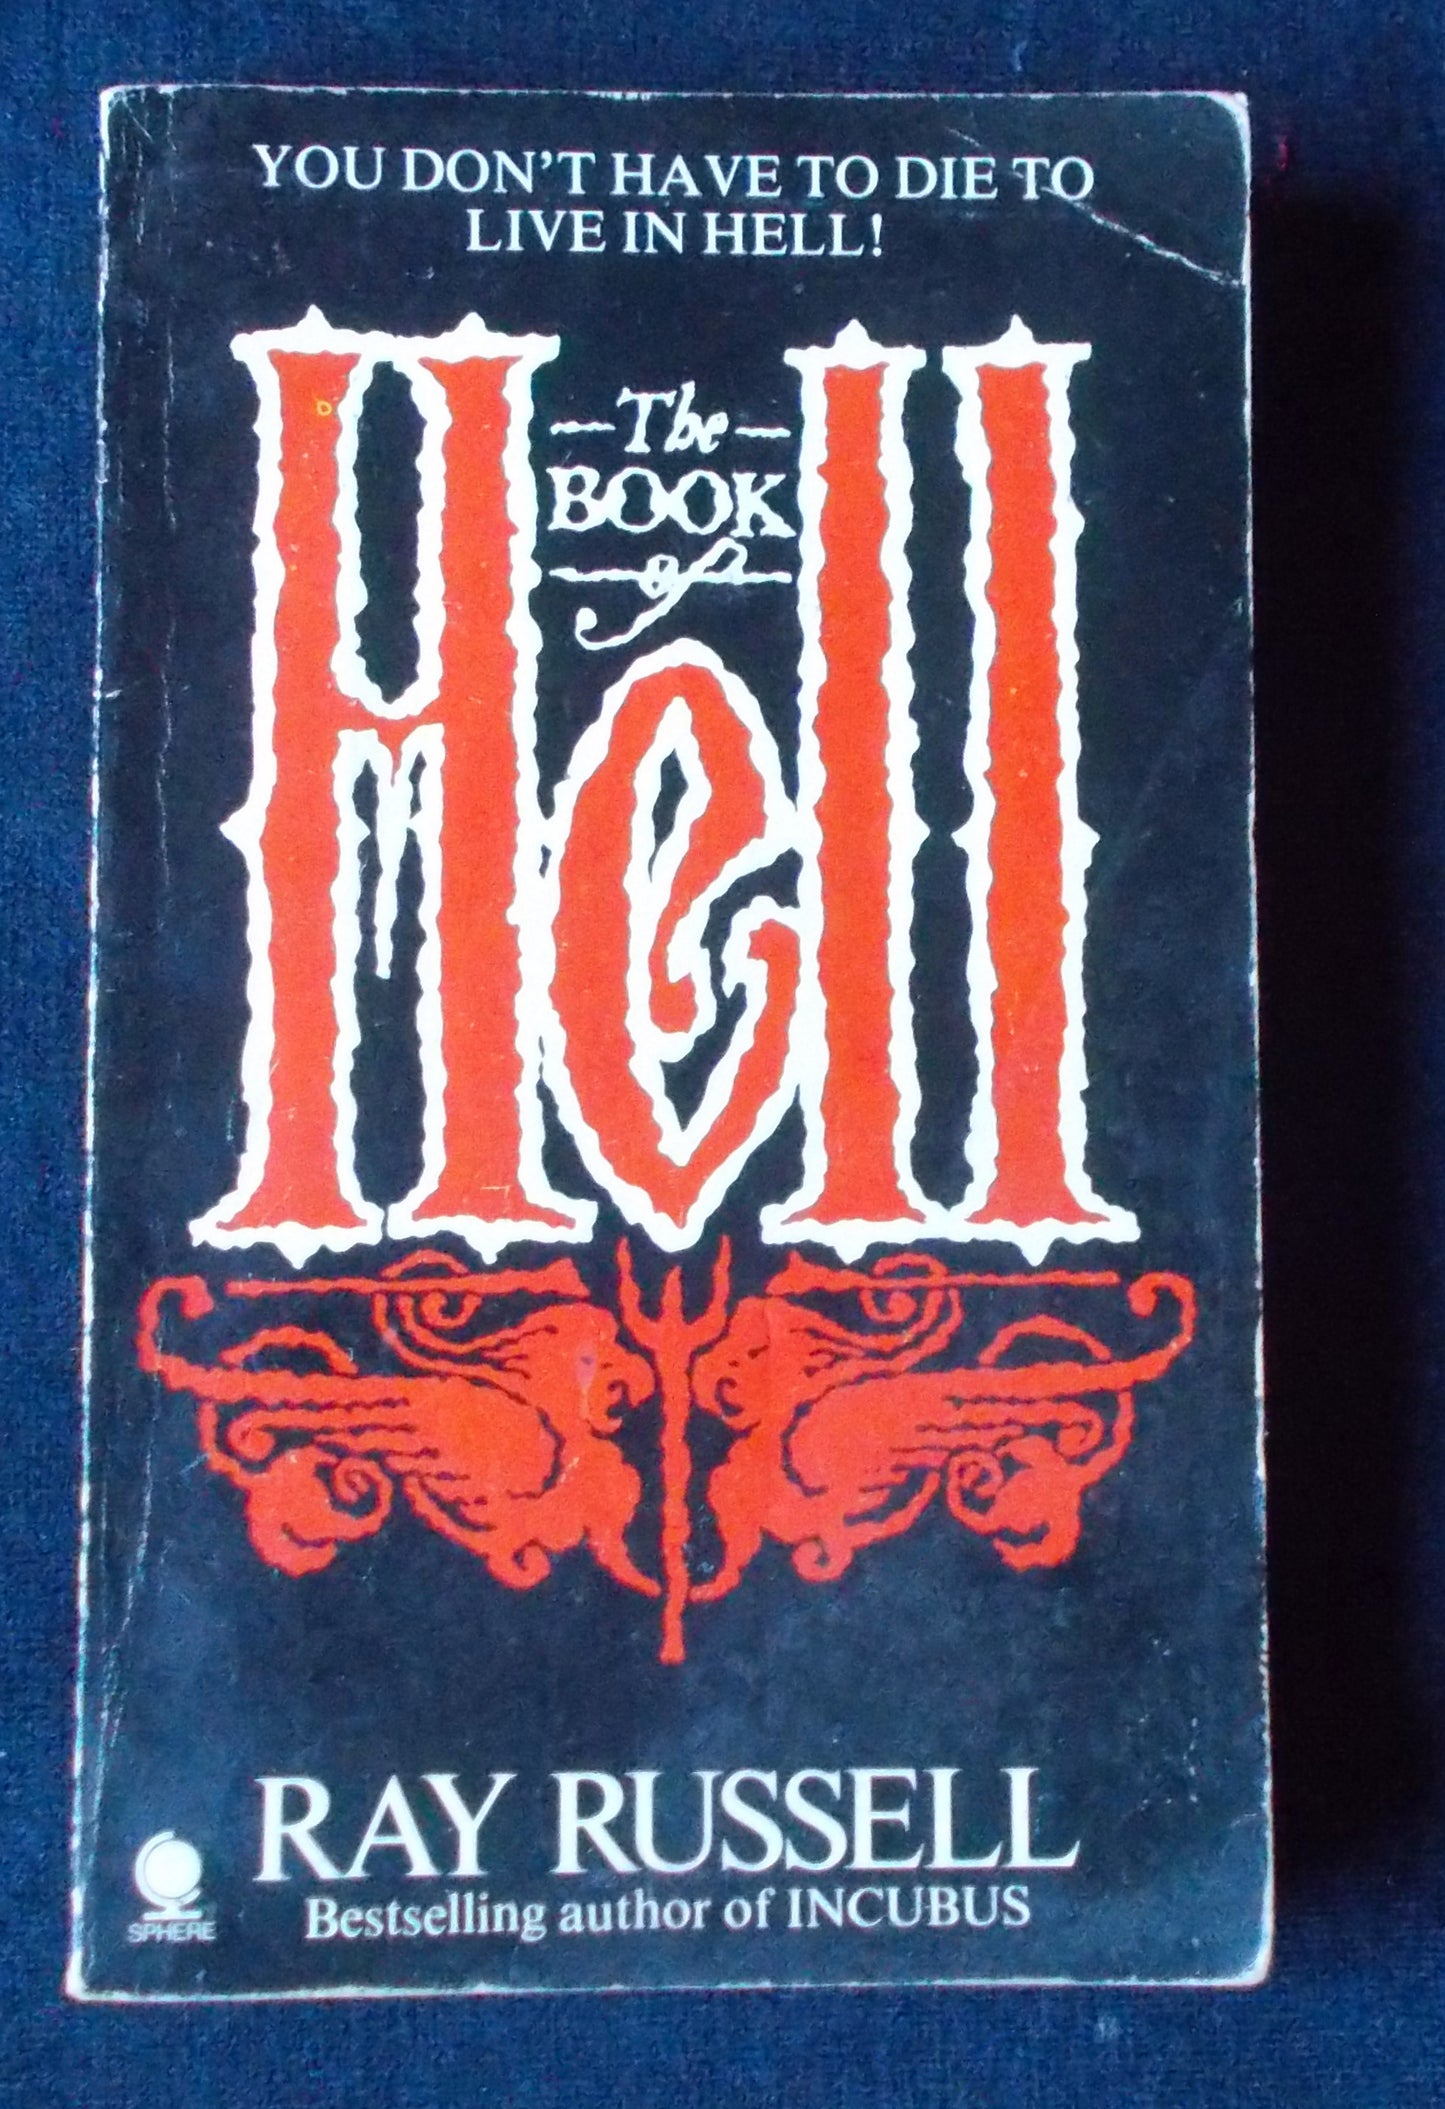 YOU DON'T HAVE TO DIE TO
LIVE IN HELL!
The
BOOK
of
Hell
RAY RUSSELL
Bestselling author of INCUBUS
SPHERE